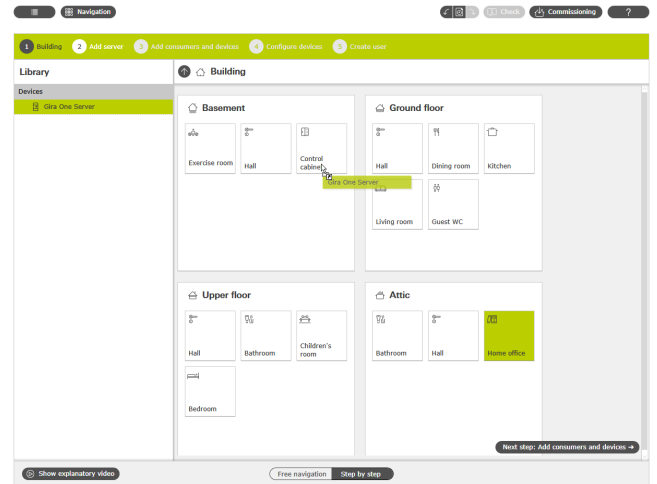 Navigation
Check
Commissioning
?
1 Building
2 Add server
3 Add consumers and devices
4 Configure devices
5 Create user
Library
Building
Devices
Gira One Server
Basement
Exercise room
Hall
Control
cabinet
Gira One Server
Ground floor
Hall
Dining room
Kitchen
Living room
Guest WC
Upper floor
Hall
Bathroom
Children's
room
Bedroom
Attic
Bathroom
Hall
Home office
Next step: Add consumers and devices →
Show explanatory video
Free navigation
Step by step